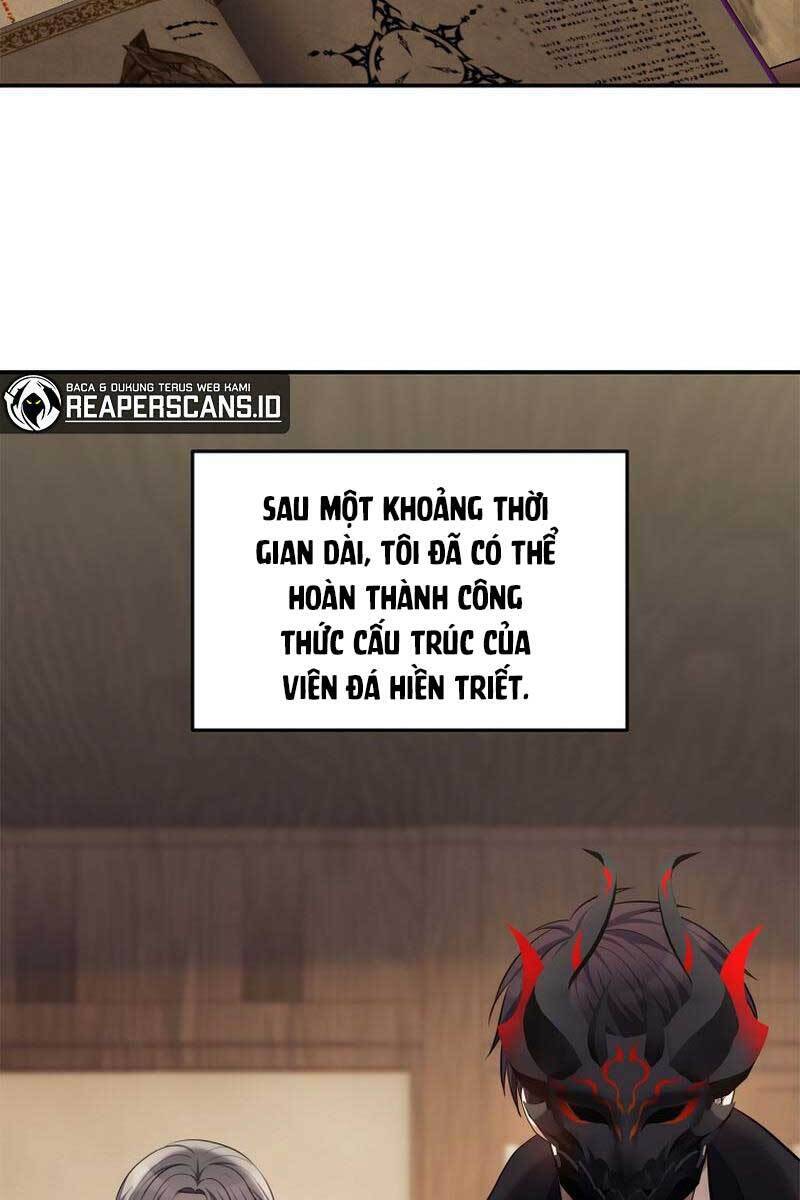 BACA & DUKUNG TERUS WEB KAMI
REAPERSCANS.ID
SAU MỘT KHOẢNG THỜI
GIAN DÀI, TÔI ĐÃ CÓ THỂ
HOÀN THÀNH CÔNG
THỨC CẤU TRÚC CỦA
VIÊN ĐÁ HIỀN TRIẾT.